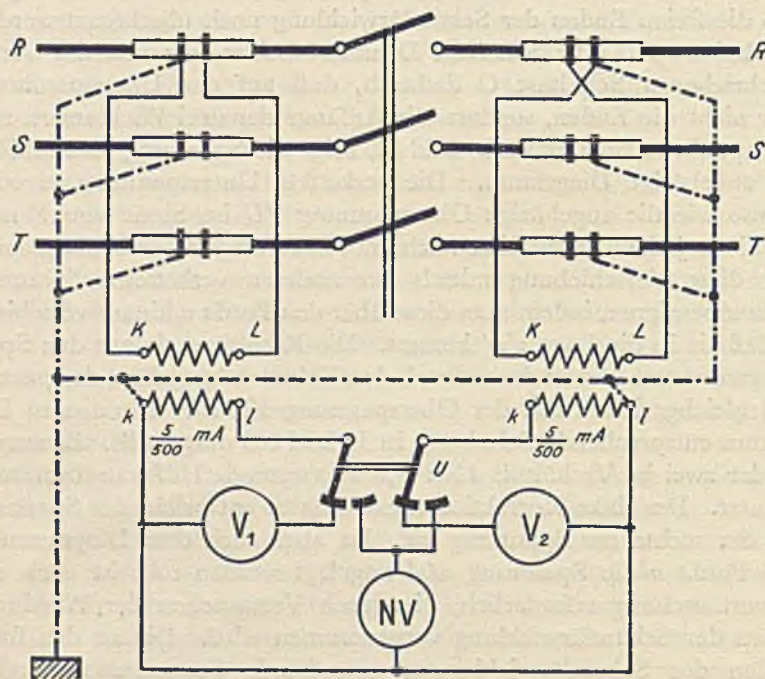 R R
S S
T T
K L K L
k l k l
5/500 mA 5/500 mA
U
V₁ V₂
NV